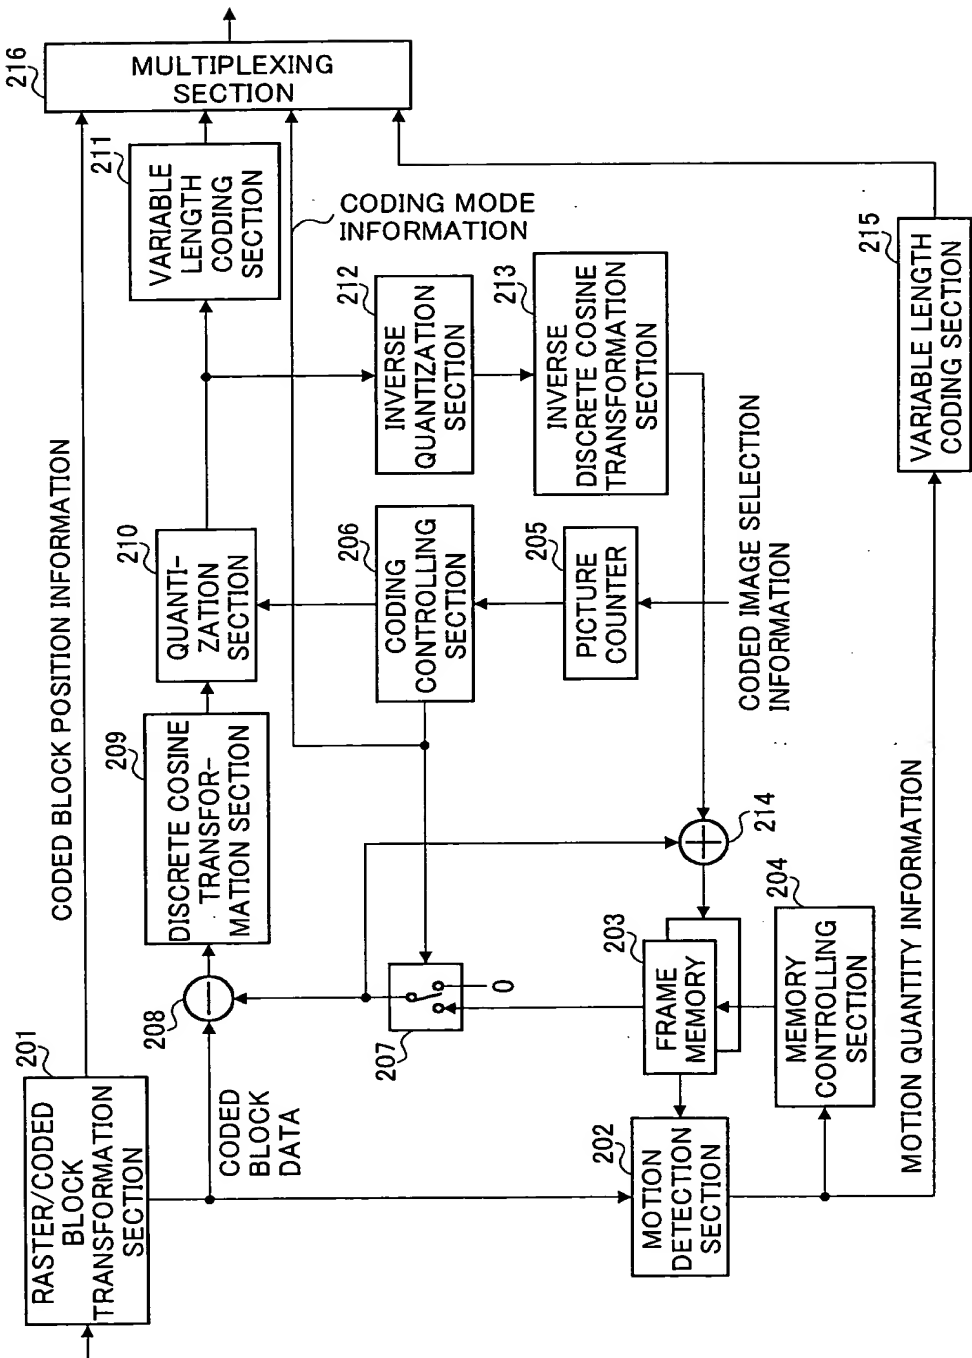 201
RASTER/CODED
BLOCK
TRANSFORMATION
SECTION
CODED BLOCK POSITION INFORMATION
CODED
BLOCK
DATA
208
209
DISCRETE COSINE
TRANSFOR-
MATION SECTION
210
QUANTI-
ZATION
SECTION
211
VARIABLE
LENGTH
CODING
SECTION
216
MULTIPLEXING
SECTION
CODING MODE
INFORMATION
207
0
206
CODING
CONTROLLING
SECTION
212
INVERSE
QUANTIZATION
SECTION
205
PICTURE
COUNTER
213
INVERSE
DISCRETE COSINE
TRANSFORMATION
SECTION
202
MOTION
DETECTION
SECTION
203
FRAME
MEMORY
214
CODED IMAGE SELECTION
INFORMATION
204
MEMORY
CONTROLLING
SECTION
MOTION QUANTITY INFORMATION
215
VARIABLE LENGTH
CODING SECTION